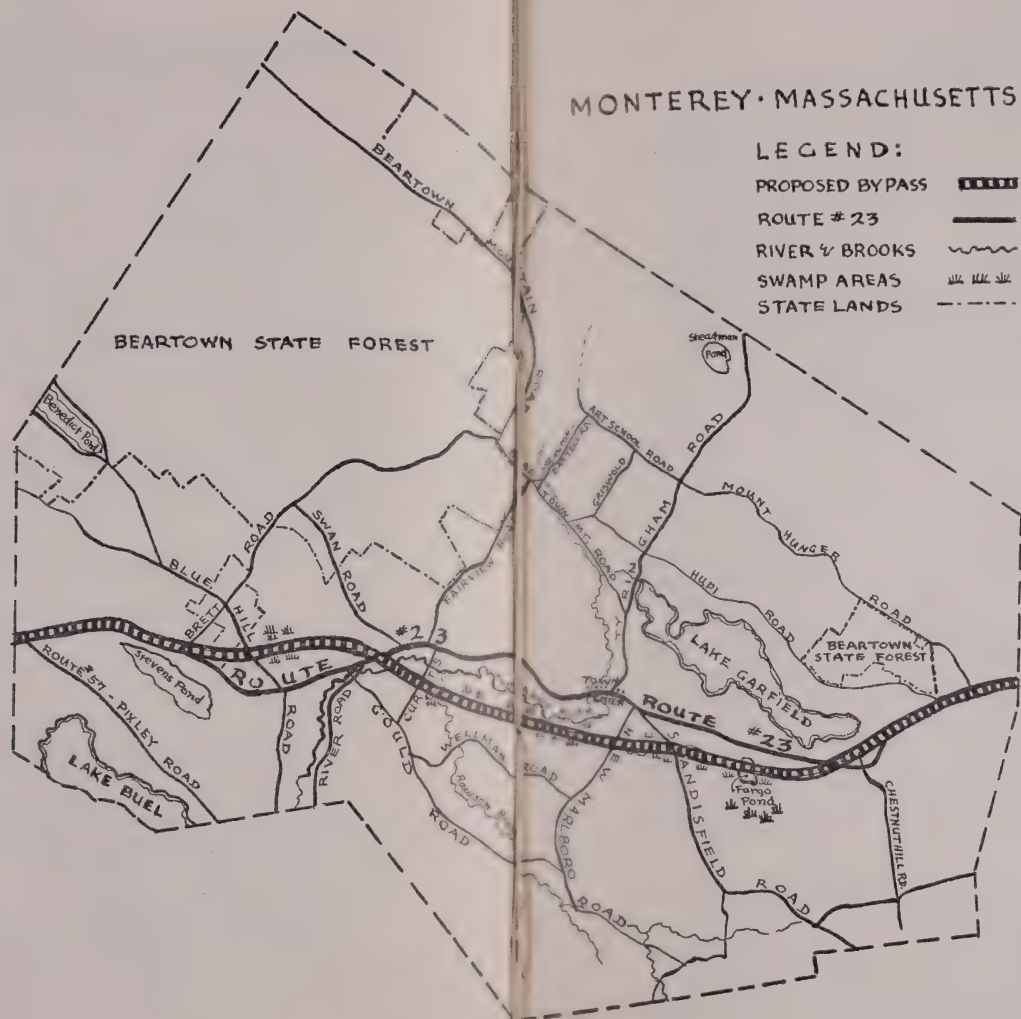 MONTEREY · MASSACHUSETTS
LEGEND:
PROPOSED BYPASS
ROUTE # 23
RIVER & BROOKS
SWAMP AREAS
STATE LANDS
BEARTOWN
MOUNTAIN
ROAD
BEARTOWN STATE FOREST
Steadman
Pond
Benedict Pond
ART SCHOOL ROAD
GRISWOLD
ROAD
MOUNT
HUNGER
ROAD
TOWN MT. ROAD
GHAM
HUPI
ROAD
SWAN
ROAD
BRETT
ROAD
BLUE
HILL
ROAD
FAIRVIEW
BEARTOWN
STATE FOREST
LAKE GARFIELD
#23
ROUTE
Stevens Pond
ROUTE #57 - PIXLEY ROAD
LAKE BUEL
RIVER ROAD
GOULD
ROAD
WELLMAN ROAD
TOWN
CENTER
ROUTE
#23
NEW
MARLBORO
ROAD
SANDISFIELD
ROAD
Fargo
Pond
CHESTNUT HILL RD.